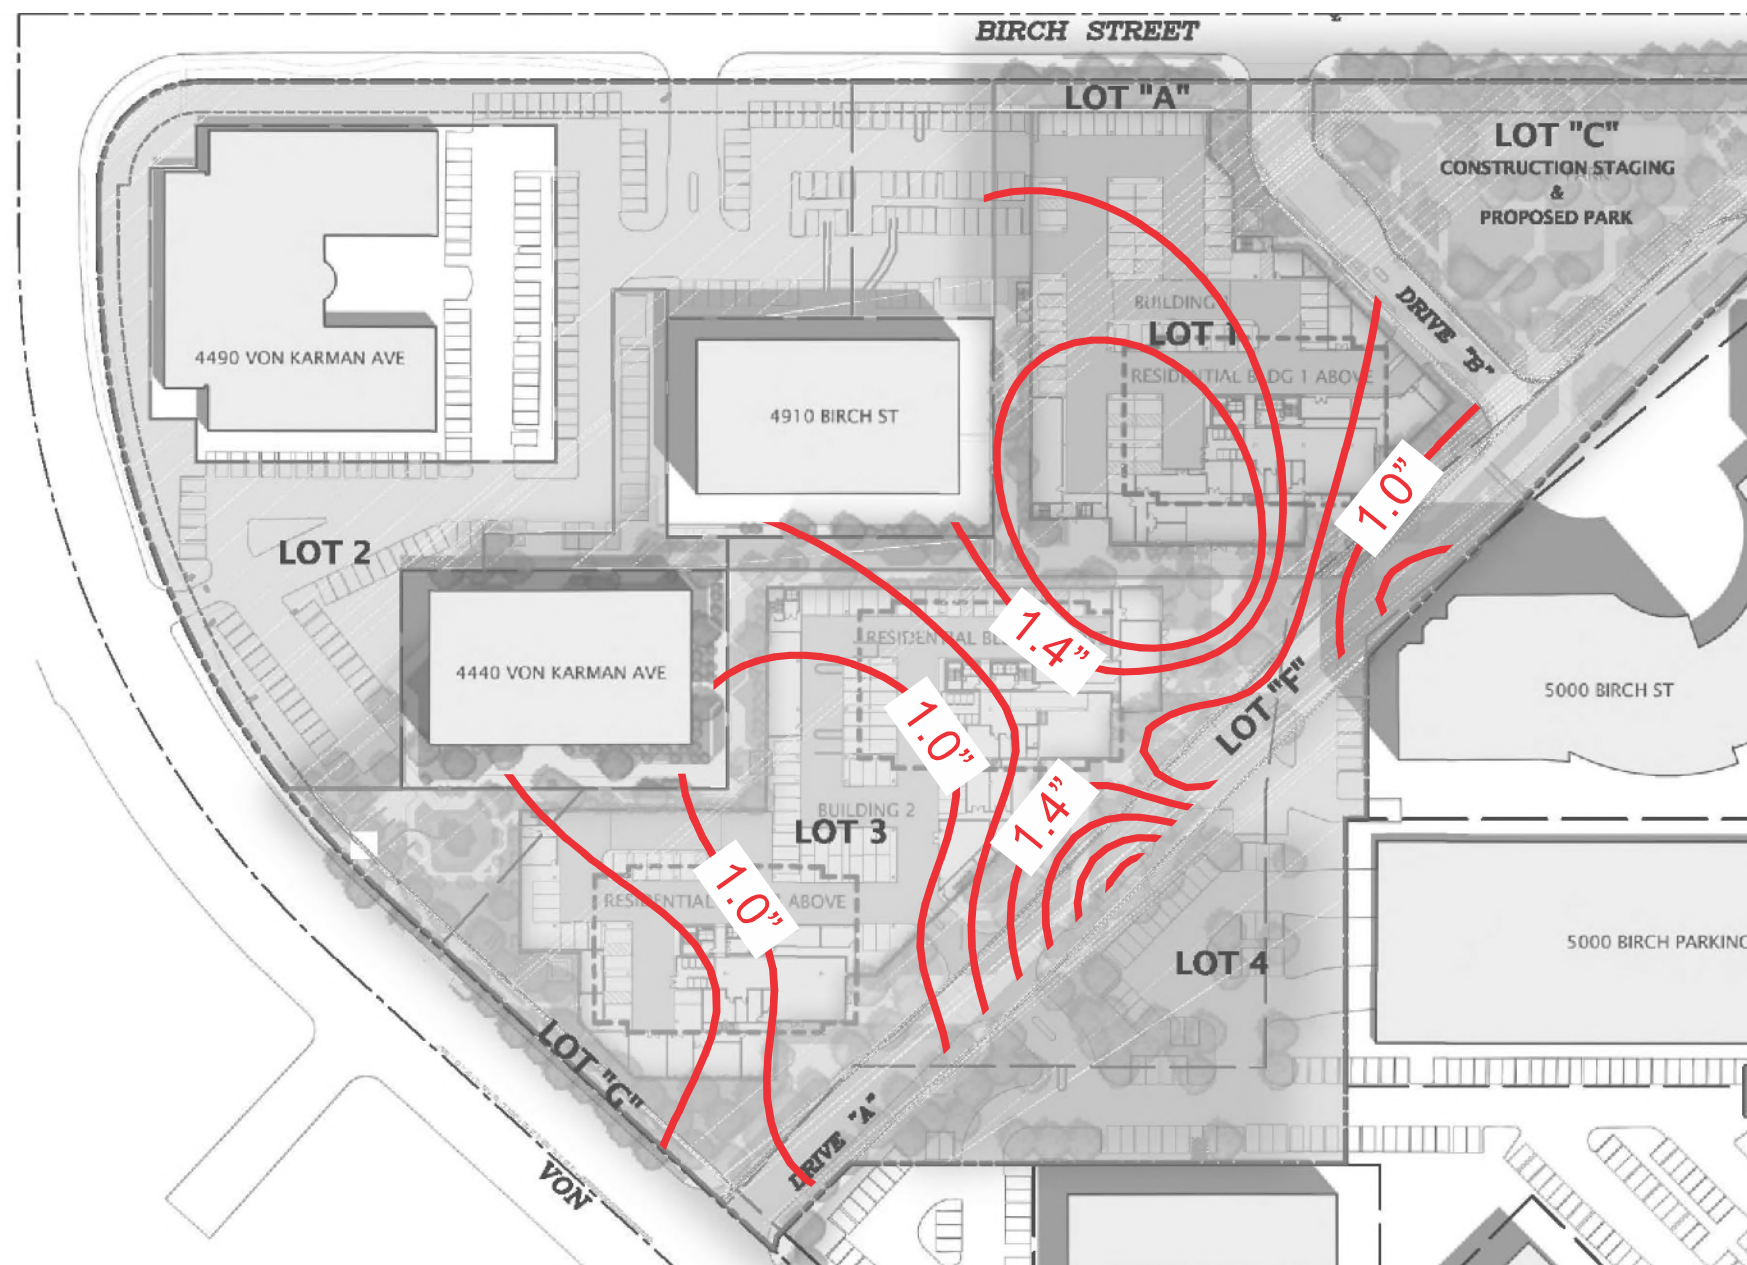 BIRCH STREET
LOT "A"
LOT "C"
CONSTRUCTION STAGING
&
PROPOSED PARK
PARK
BUILDING
LOT 1
DRIVE "B"
4490 VON KARMAN AVE
RESIDENTIAL BLDG 1 ABOVE
4910 BIRCH ST
1.0”
LOT 2
RESIDENTIAL
1.4”
4440 VON KARMAN AVE
5000 BIRCH ST
LOT "F"
1.0”
BUILDING 2
1.4”
LOT 3
1.0”
RESIDENTIAL ABOVE
5000 BIRCH PARKING
LOT 4
LOT "G"
DRIVE "A"
VON